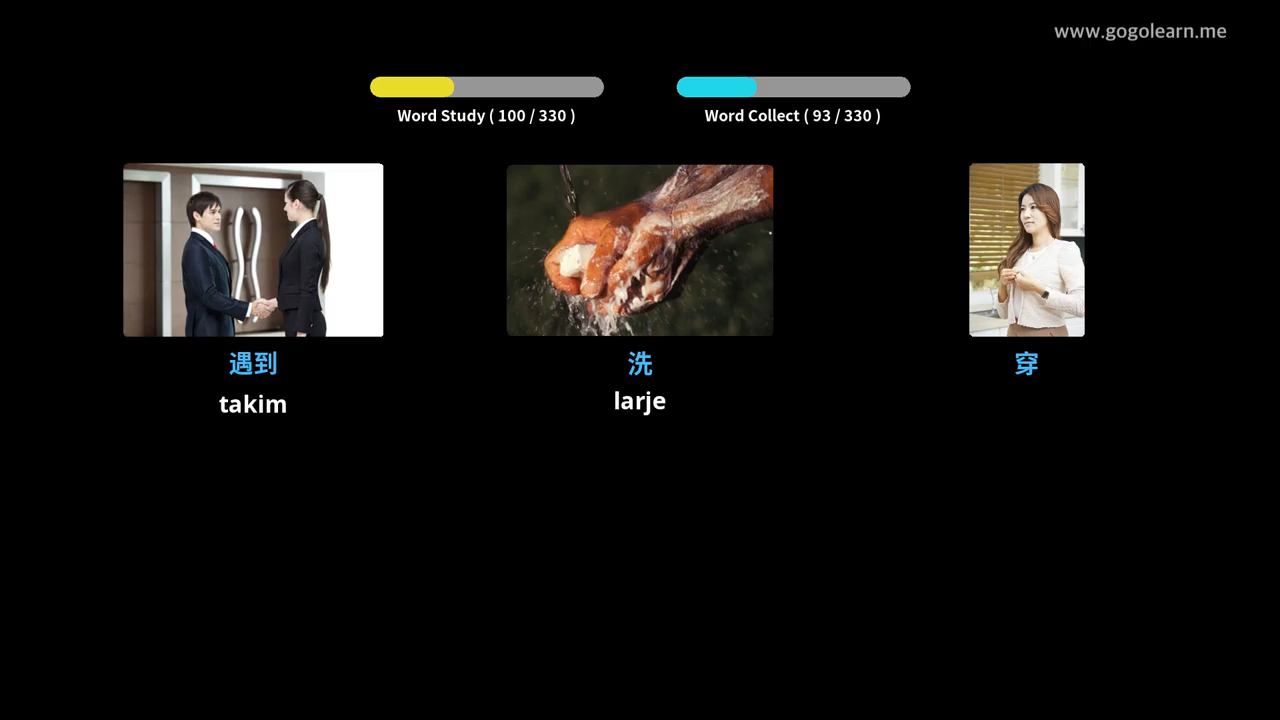 www.gogolearn.me
Word Study ( 100 / 330 )
Word Collect ( 93 / 330 )
遇到
takim
洗
larje
穿